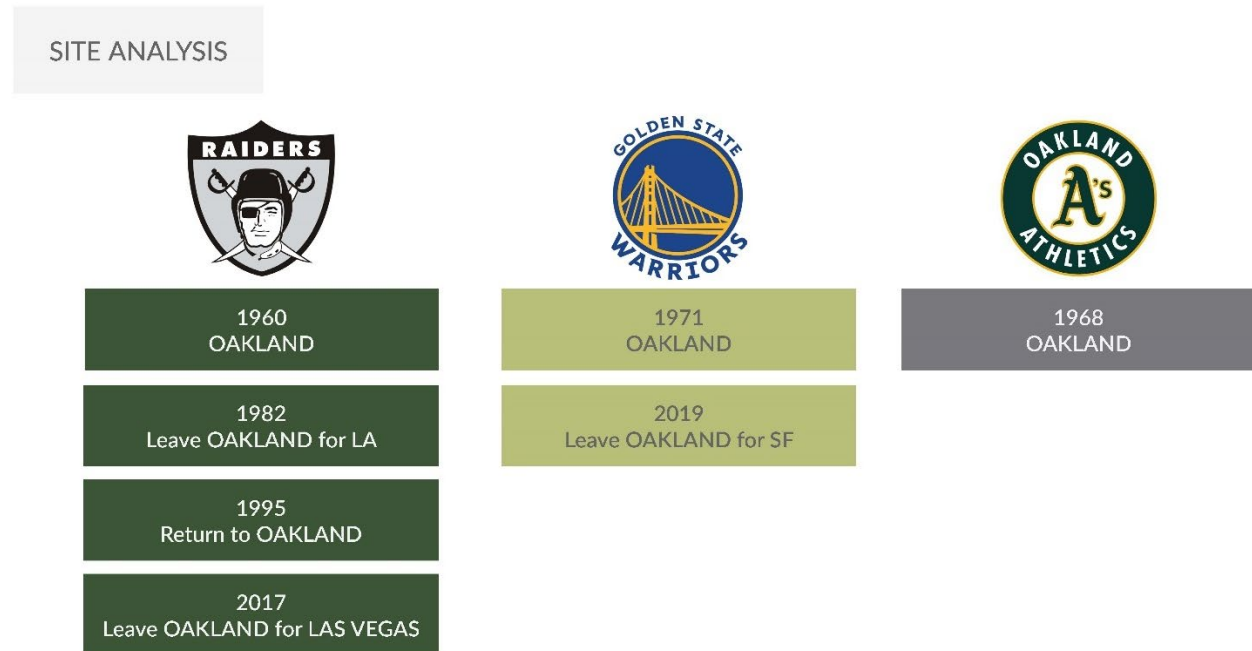 SITE ANALYSIS
RAIDERS
1960
OAKLAND
1982
Leave OAKLAND for LA
1995
Return to OAKLAND
2017
Leave OAKLAND for LAS VEGAS
GOLDEN STATE
WARRIORS
1971
OAKLAND
2019
Leave OAKLAND for SF
OAKLAND
A's
ATHLETICS
1968
OAKLAND